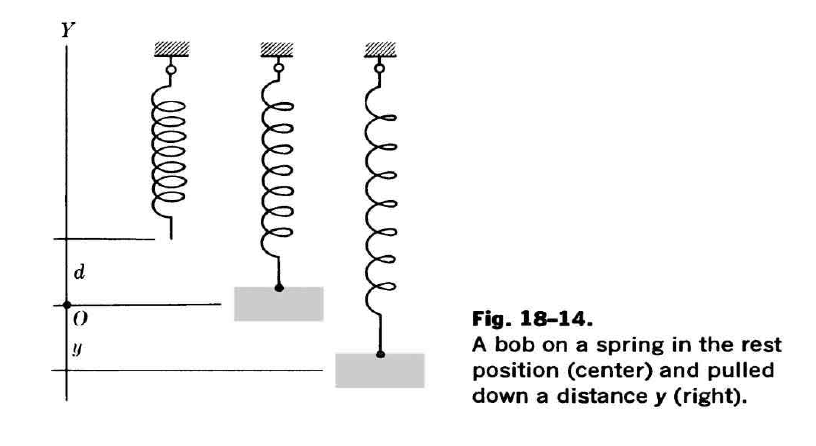 Y
d
O
y
Fig. 18–14.
A bob on a spring in the rest
position (center) and pulled
down a distance y (right).